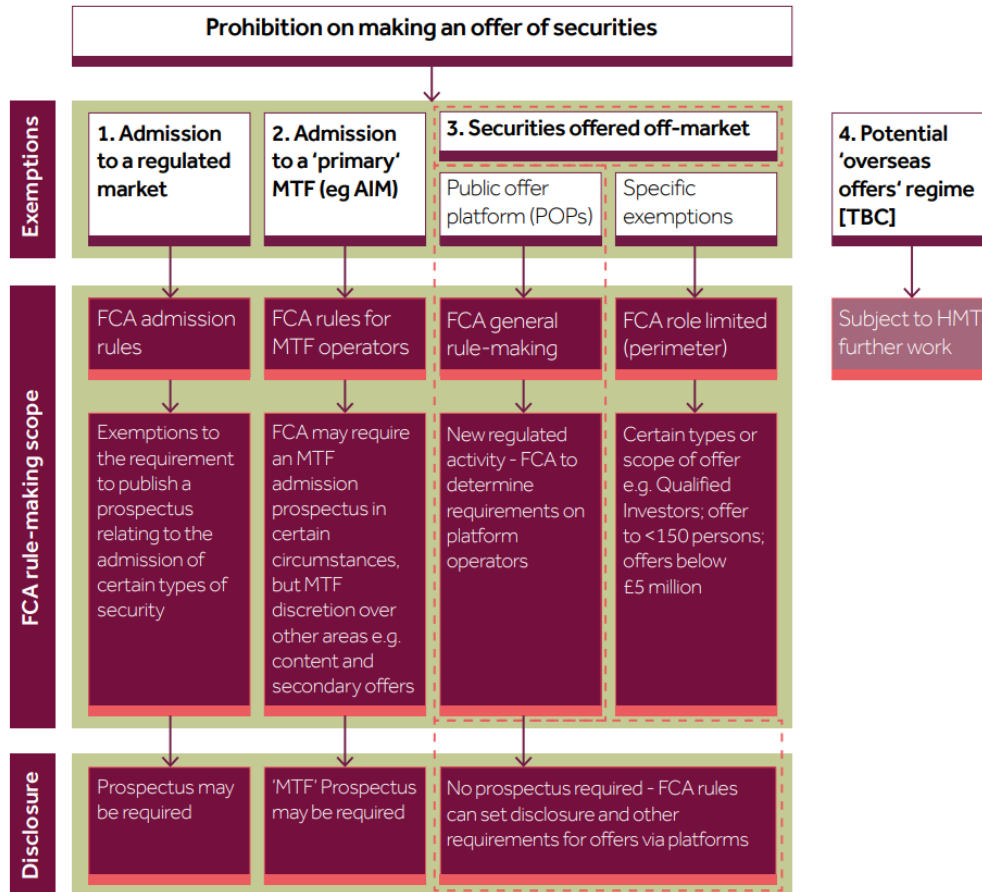 Prohibition on making an offer of securities
Exemptions
1. Admission
to a regulated
market
2. Admission
to a ‘primary‘
MTF (eg AIM)
3. Securities offered off-market
Public offer
platform (POPs)
Specific
exemptions
4. Potential
‘overseas
offers‘ regime
[TBC]
FCA rule-making scope
FCA admission
rules
FCA rules for
MTF operators
FCA general
rule-making
FCA role limited
(perimeter)
Subject to HMT
further work
Exemptions to
the requirement
to publish a
prospectus
relating to the
admission of
certain types of
security
FCA may require
an MTF
admission
prospectus in
certain
circumstances,
but MTF
discretion over
other areas e.g.
content and
secondary offers
New regulated
activity - FCA to
determine
requirements on
platform
operators
Certain types or
scope of offer
e.g. Qualified
Investors; offer
to <150 persons;
offers below
£5 million
Disclosure
Prospectus may
be required
‘MTF’ Prospectus
may be required
No prospectus required - FCA rules
can set disclosure and other
requirements for offers via platforms